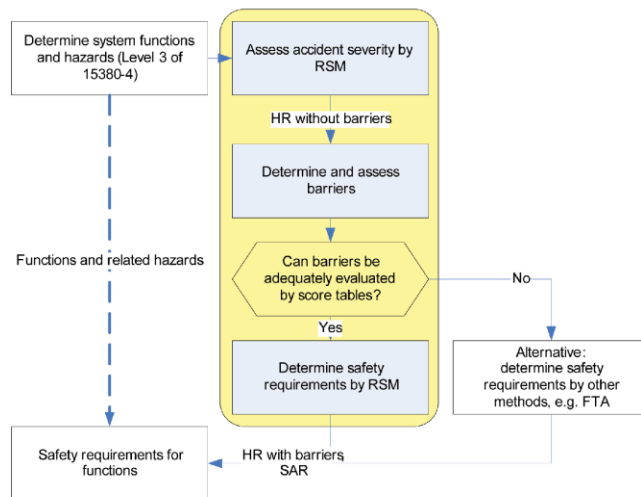 Determine system functions
and hazards (Level 3 of
15380-4)
Assess accident severity by
RSM
HR without barriers
Determine and assess
barriers
Functions and related hazards
Can barriers be
adequately evaluated
by score tables?
No
Yes
Determine safety
requirements by RSM
Alternative:
determine safety
requirements by other
methods, e.g. FTA
Safety requirements for
functions
HR with barriers,
SAR